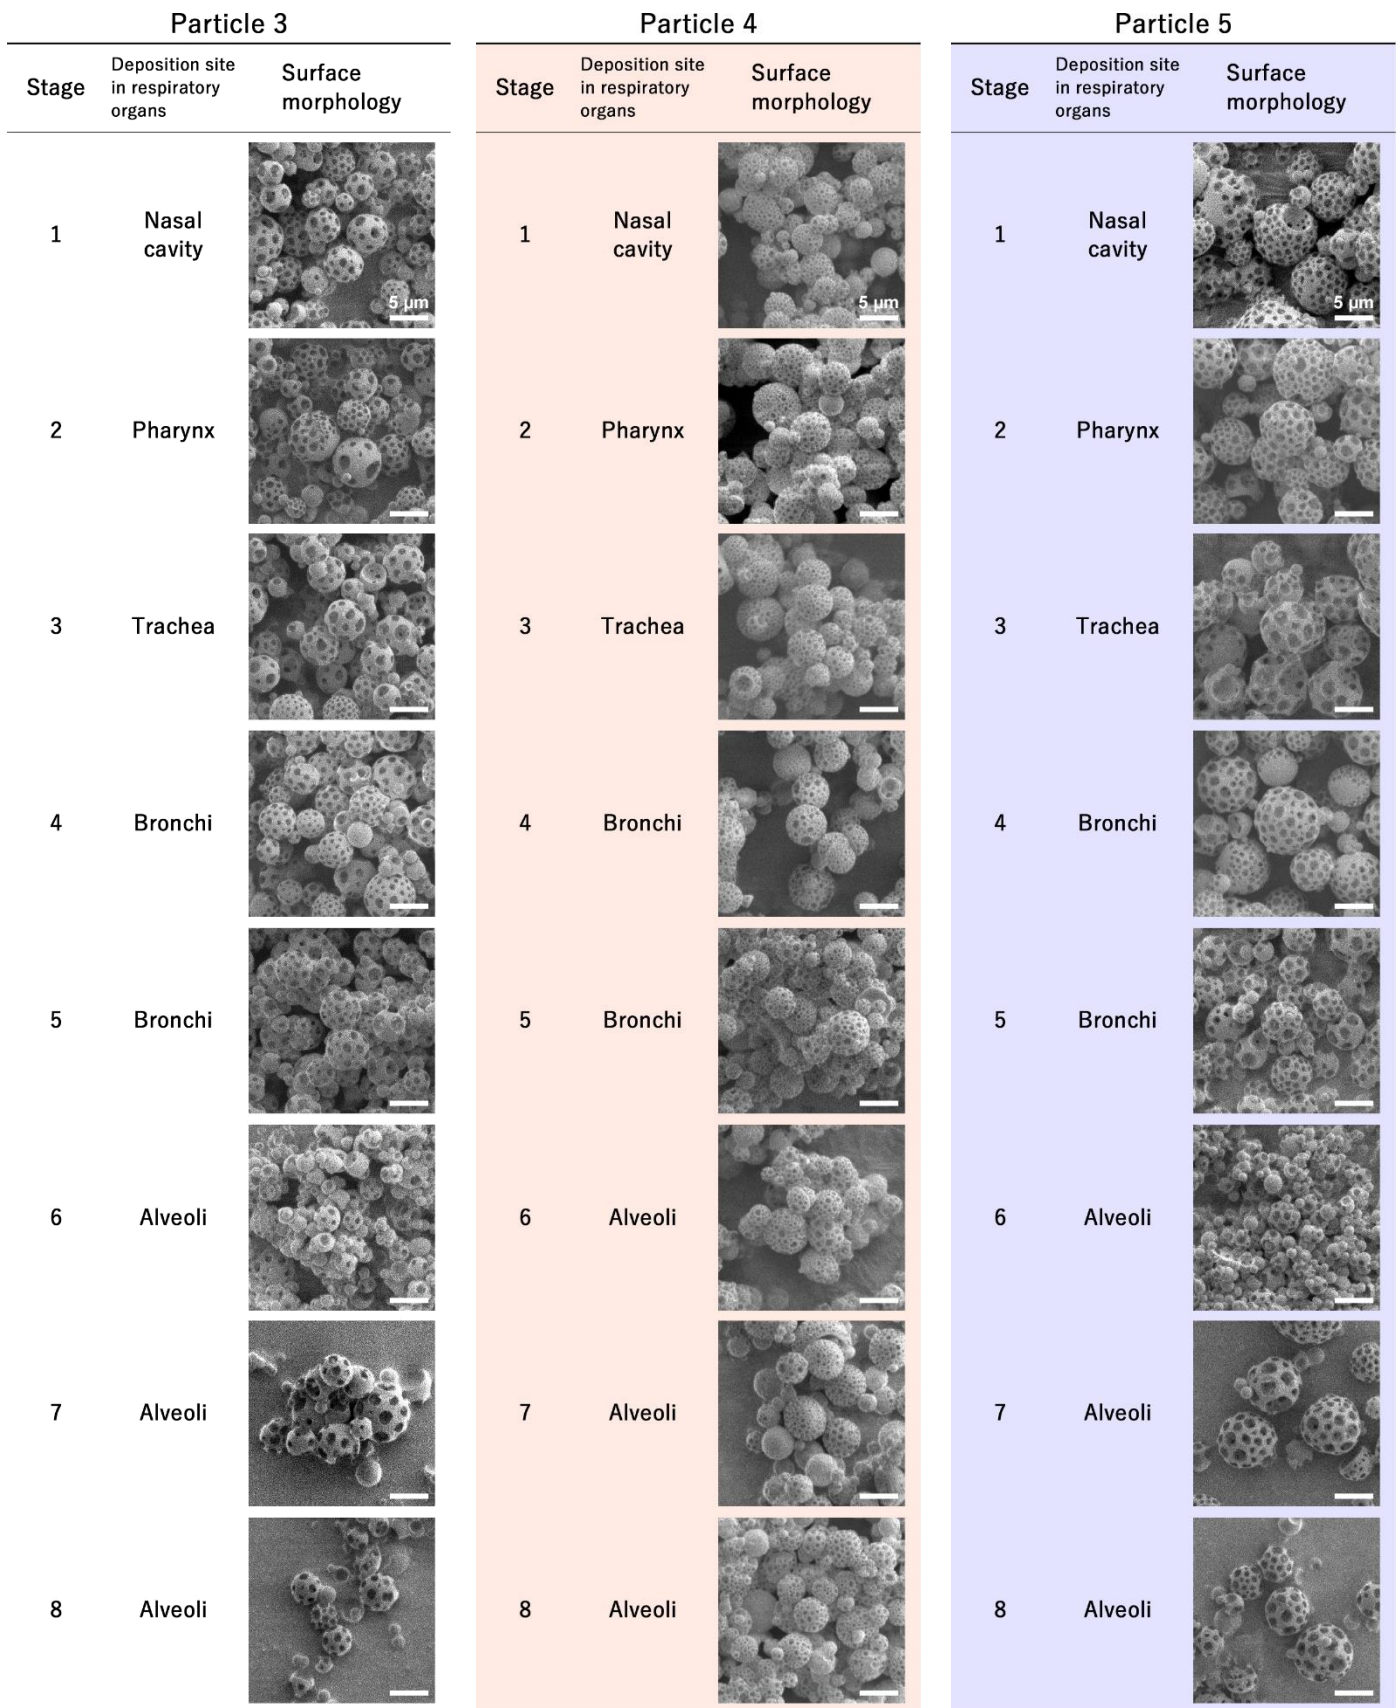 Particle 3
Stage
Deposition site
in respiratory
organs
Surface
morphology
1
Nasal
cavity
5 μm
2
Pharynx
3
Trachea
4
Bronchi
5
Bronchi
6
Alveoli
7
Alveoli
8
Alveoli
Particle 4
Stage
Deposition site
in respiratory
organs
Surface
morphology
1
Nasal
cavity
5 μm
2
Pharynx
3
Trachea
4
Bronchi
5
Bronchi
6
Alveoli
7
Alveoli
8
Alveoli
Particle 5
Stage
Deposition site
in respiratory
organs
Surface
morphology
1
Nasal
cavity
5 μm
2
Pharynx
3
Trachea
4
Bronchi
5
Bronchi
6
Alveoli
7
Alveoli
8
Alveoli